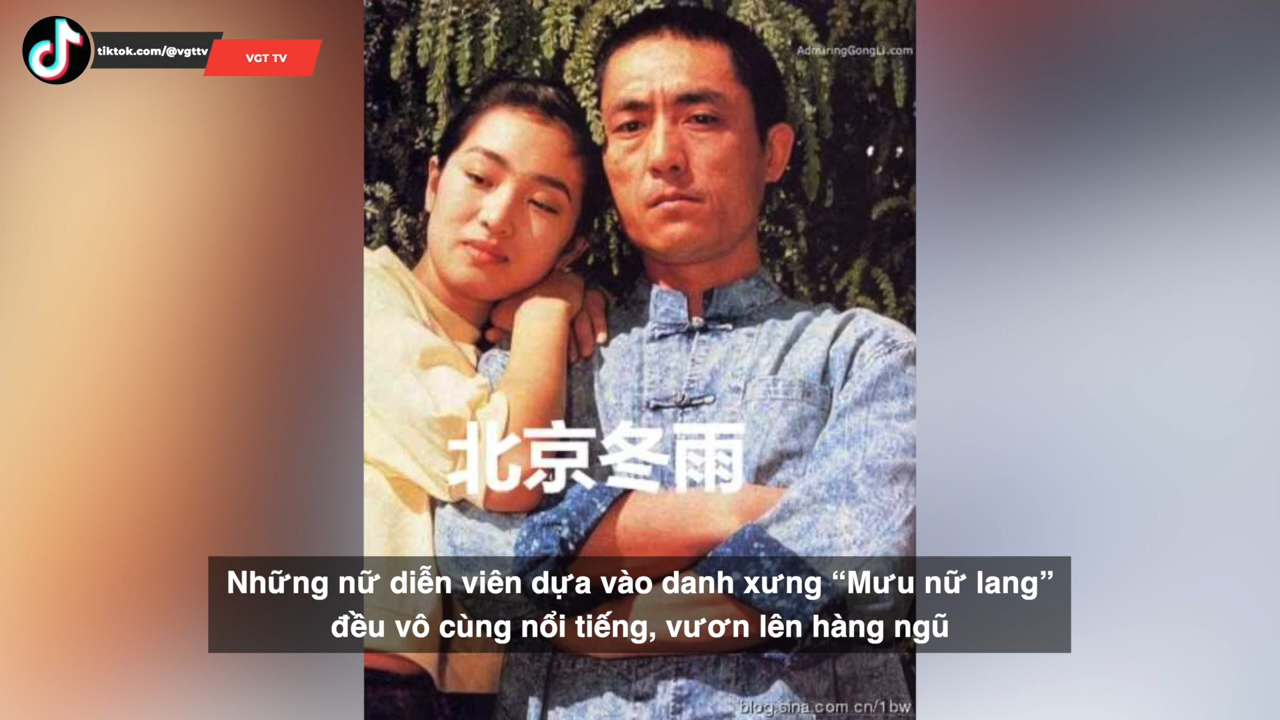 tiktok.com/@vgttv
VGT TV
AdmiringGongLi.com
北京冬雨
Những nữ diễn viên dựa vào danh xưng “Mưu nữ lang”
đều vô cùng nổi tiếng, vươn lên hàng ngũ
blog.sina.com.cn/1bw